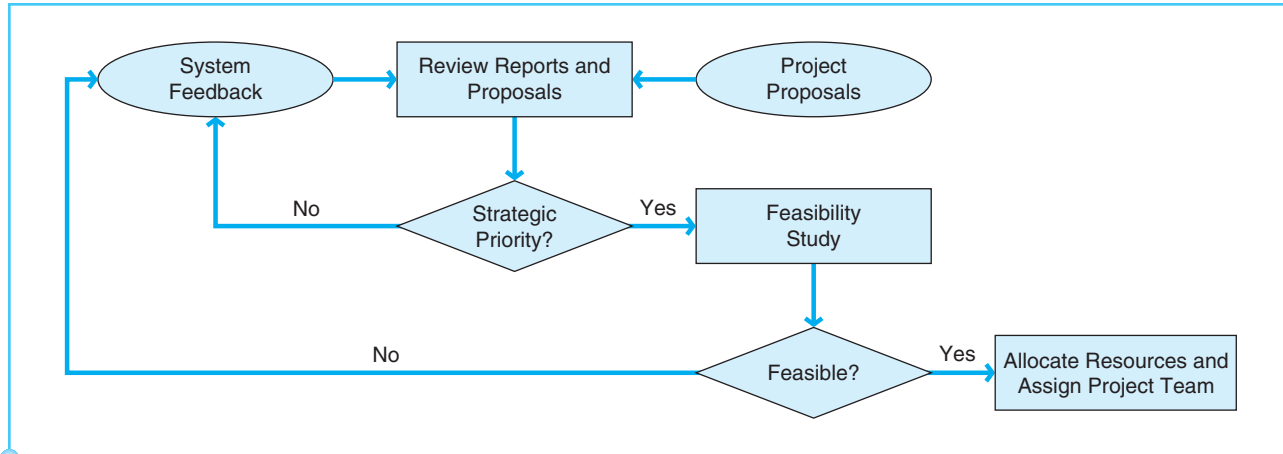 System
Feedback
Review Reports and
Proposals
Project
Proposals
No
Strategic
Priority?
Yes
Feasibility
Study
No
Feasible?
Yes
Allocate Resources and
Assign Project Team